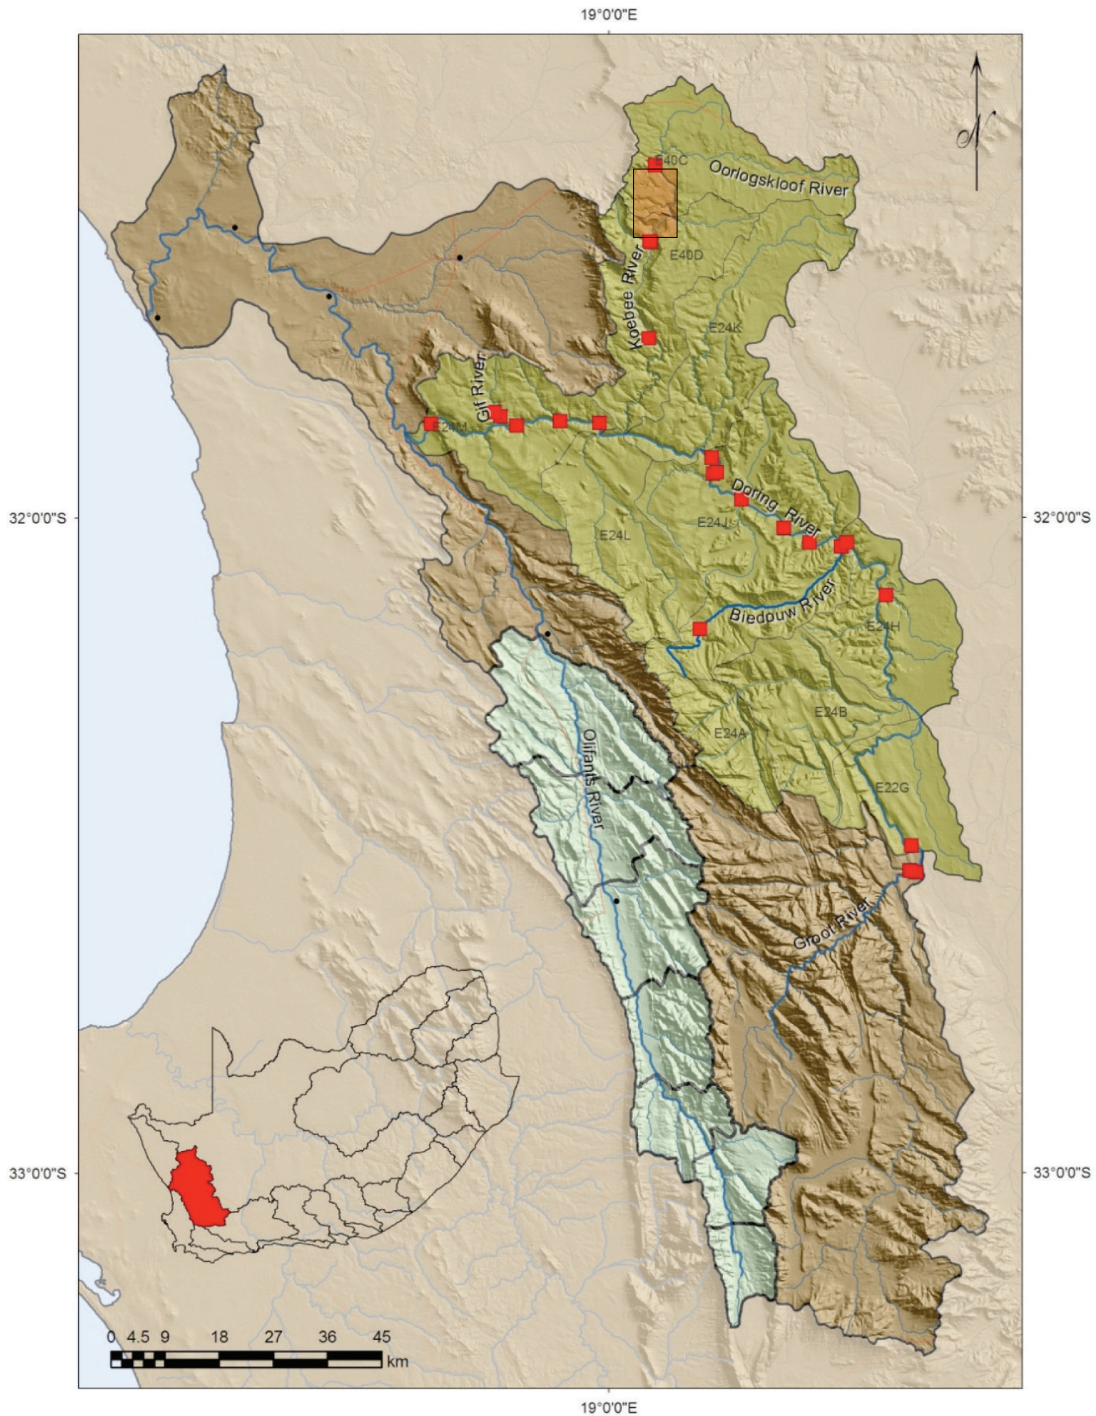 19°0'0"E
N
E40C
Oorlogskloof River
E40D
Koebee River
E24K
Gif River
E24M
Doring River
32°0'0"S
32°0'0"S
E24J
E24L
Biedouw River
E24H
E24B
E24A
Olifants River
E22G
Groot River
33°0'0"S
33°0'0"S
0 4.5 9 18 27 36 45
km
19°0'0"E